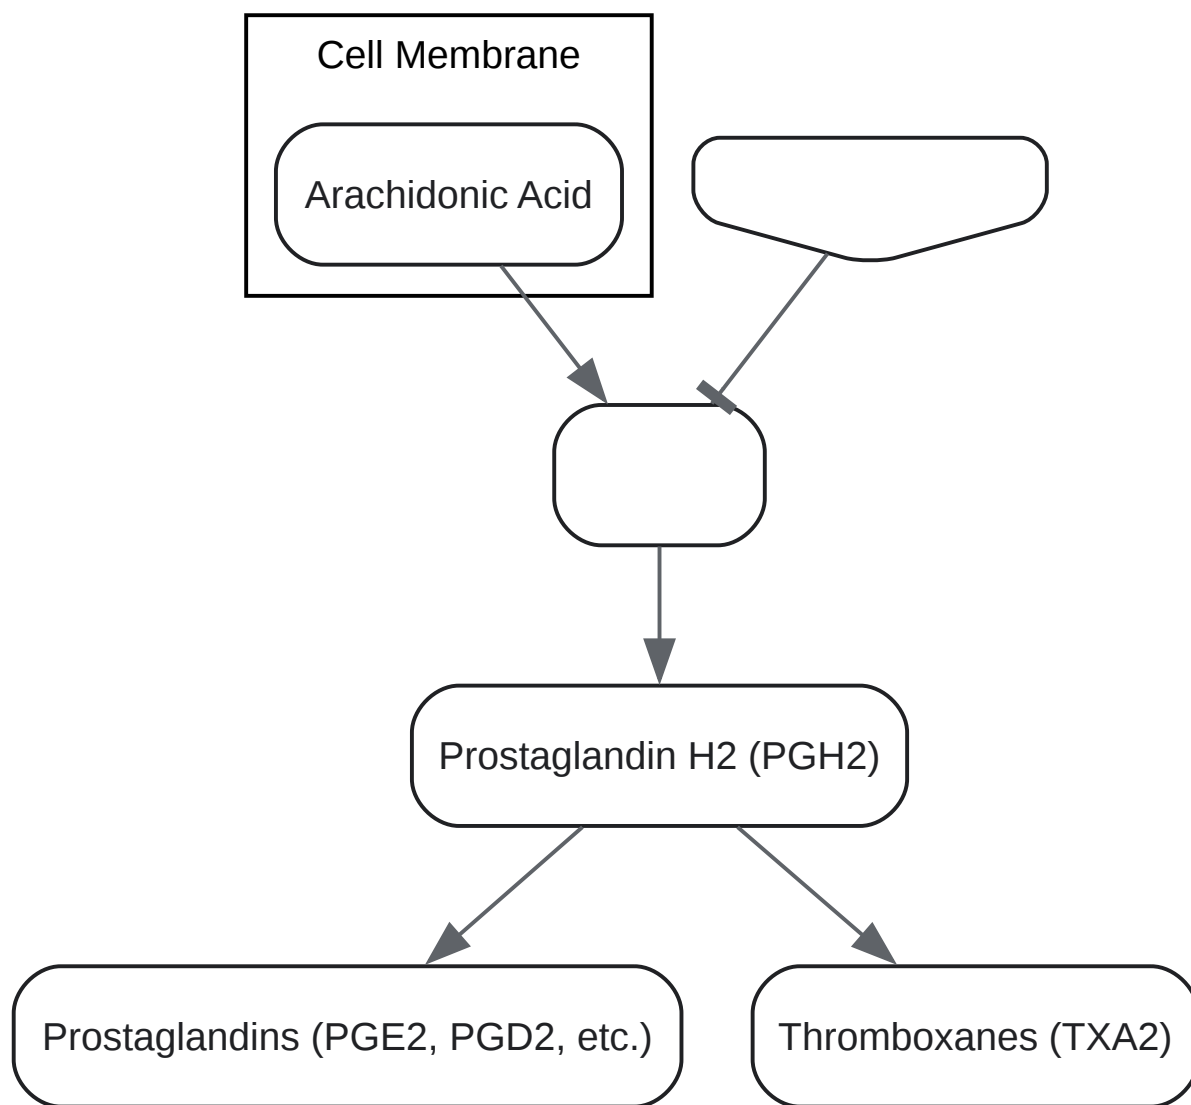 Cell Membrane
Arachidonic Acid
Prostaglandin H2 (PGH2)
Prostaglandins (PGE2, PGD2, etc.)
Thromboxanes (TXA2)